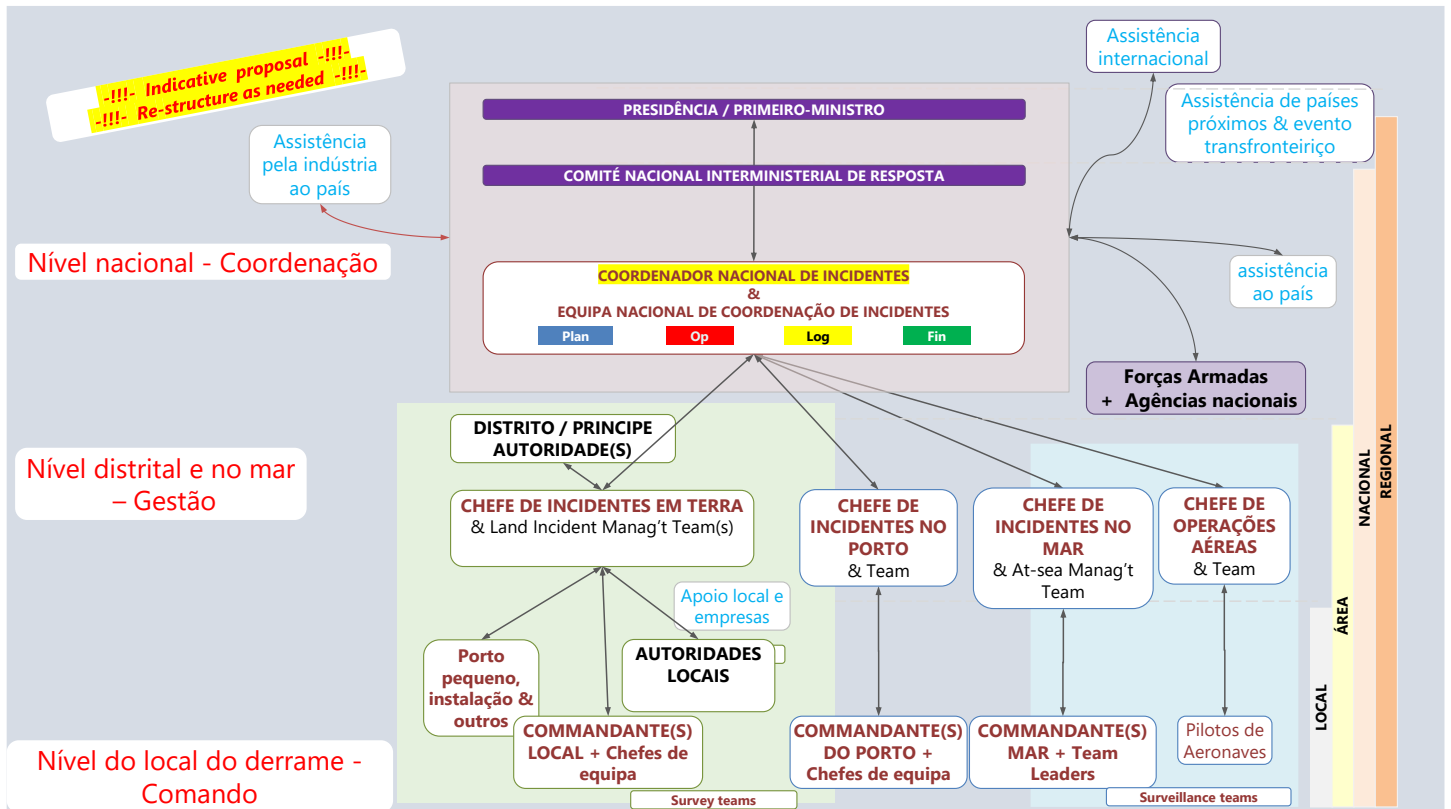 -!!!- Indicative proposal -!!!-
-!!!- Re-structure as needed -!!!-
Assistência
internacional
PRESIDÊNCIA / PRIMEIRO-MINISTRO
Assistência de países
próximos & evento
transfronteiriço
Assistência
pela indústria
ao país
COMITÉ NACIONAL INTERMINISTERIAL DE RESPOSTA
Nível nacional - Coordenação
COORDENADOR NACIONAL DE INCIDENTES
&
EQUIPA NACIONAL DE COORDENAÇÃO DE INCIDENTES
Plan
Op
Log
Fin
assistência
ao país
Forças Armadas
+ Agências nacionais
REGIONAL
NACIONAL
ÁREA
LOCAL
Nível distrital e no mar
– Gestão
DISTRITO / PRINCIPE
AUTORIDADE(S)
CHEFE DE INCIDENTES EM TERRA
& Land Incident Manag’t Team(s)
CHEFE DE
INCIDENTES NO
PORTO
& Team
CHEFE DE
INCIDENTES NO
MAR
& At-sea Manag’t
Team
CHEFE DE
OPERAÇÕES
AÉREAS
& Team
Apoio local e
empresas
Porto
pequeno,
instalação &
outros
AUTORIDADES
LOCAIS
Nível do local do derrame -
Comando
COMMANDANTE(S)
LOCAL + Chefes de
equipa
COMMANDANTE(S)
DO PORTO +
Chefes de equipa
COMMANDANTE(S)
MAR + Team
Leaders
Pilotos de
Aeronaves
Survey teams
Surveillance teams